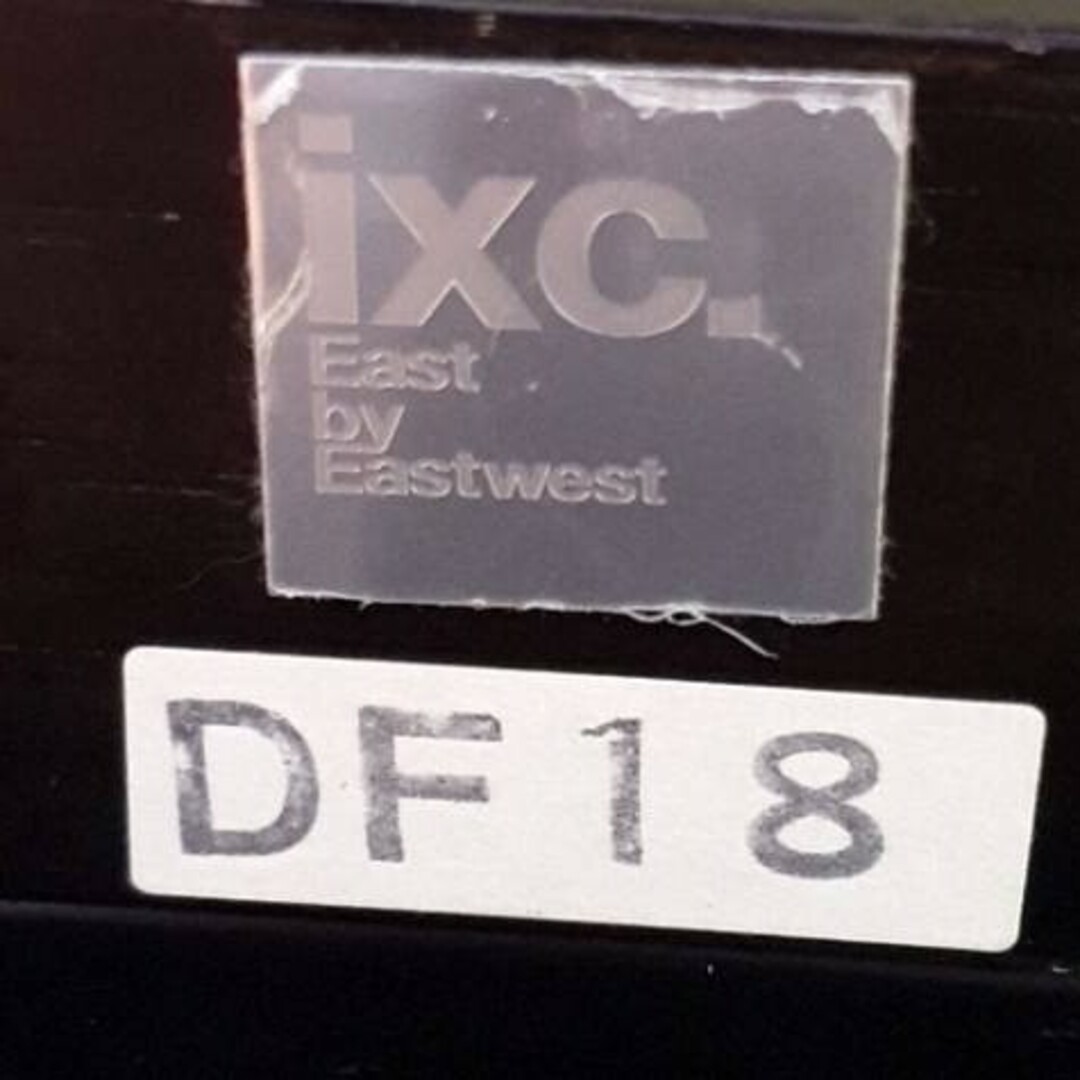 ixc.
East
by
Eastwest
DF18